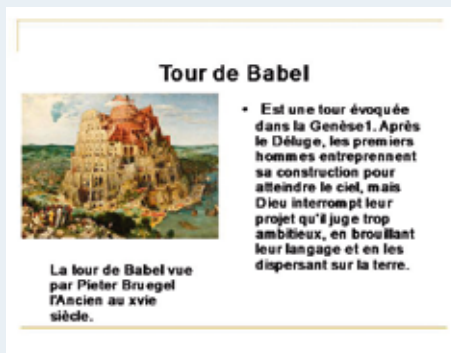 Tour de Babel
• Est une tour évoquée
dans la Genèse1. Après
le Déluge, les premiers
hommes entreprennent
sa construction pour
atteindre le ciel, mais
Dieu interrompt leur
projet qu'il juge trop
ambitieux, en brouillant
leur langage et en les
dispersant sur la terre.
La tour de Babel vue
par Pieter Bruegel
l'Ancien au xvie
siècle.